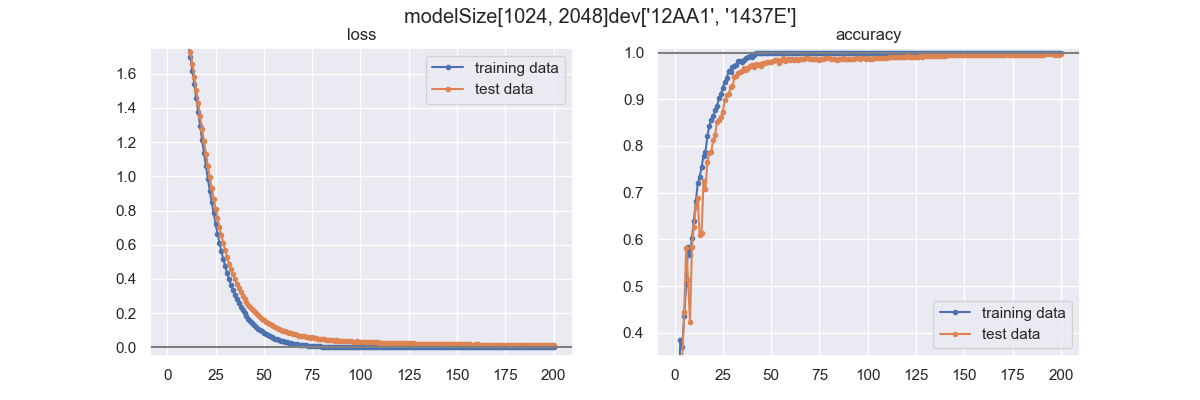 modelSize[1024, 2048]dev['12AA1', '1437E']
loss
accuracy
1.6
1.4
1.2
1.0
0.8
0.6
0.4
0.2
0.0
0 25 50 75 100 125 150 175 200
training data
test data
1.0
0.9
0.8
0.7
0.6
0.5
0.4
0 25 50 75 100 125 150 175 200
training data
test data